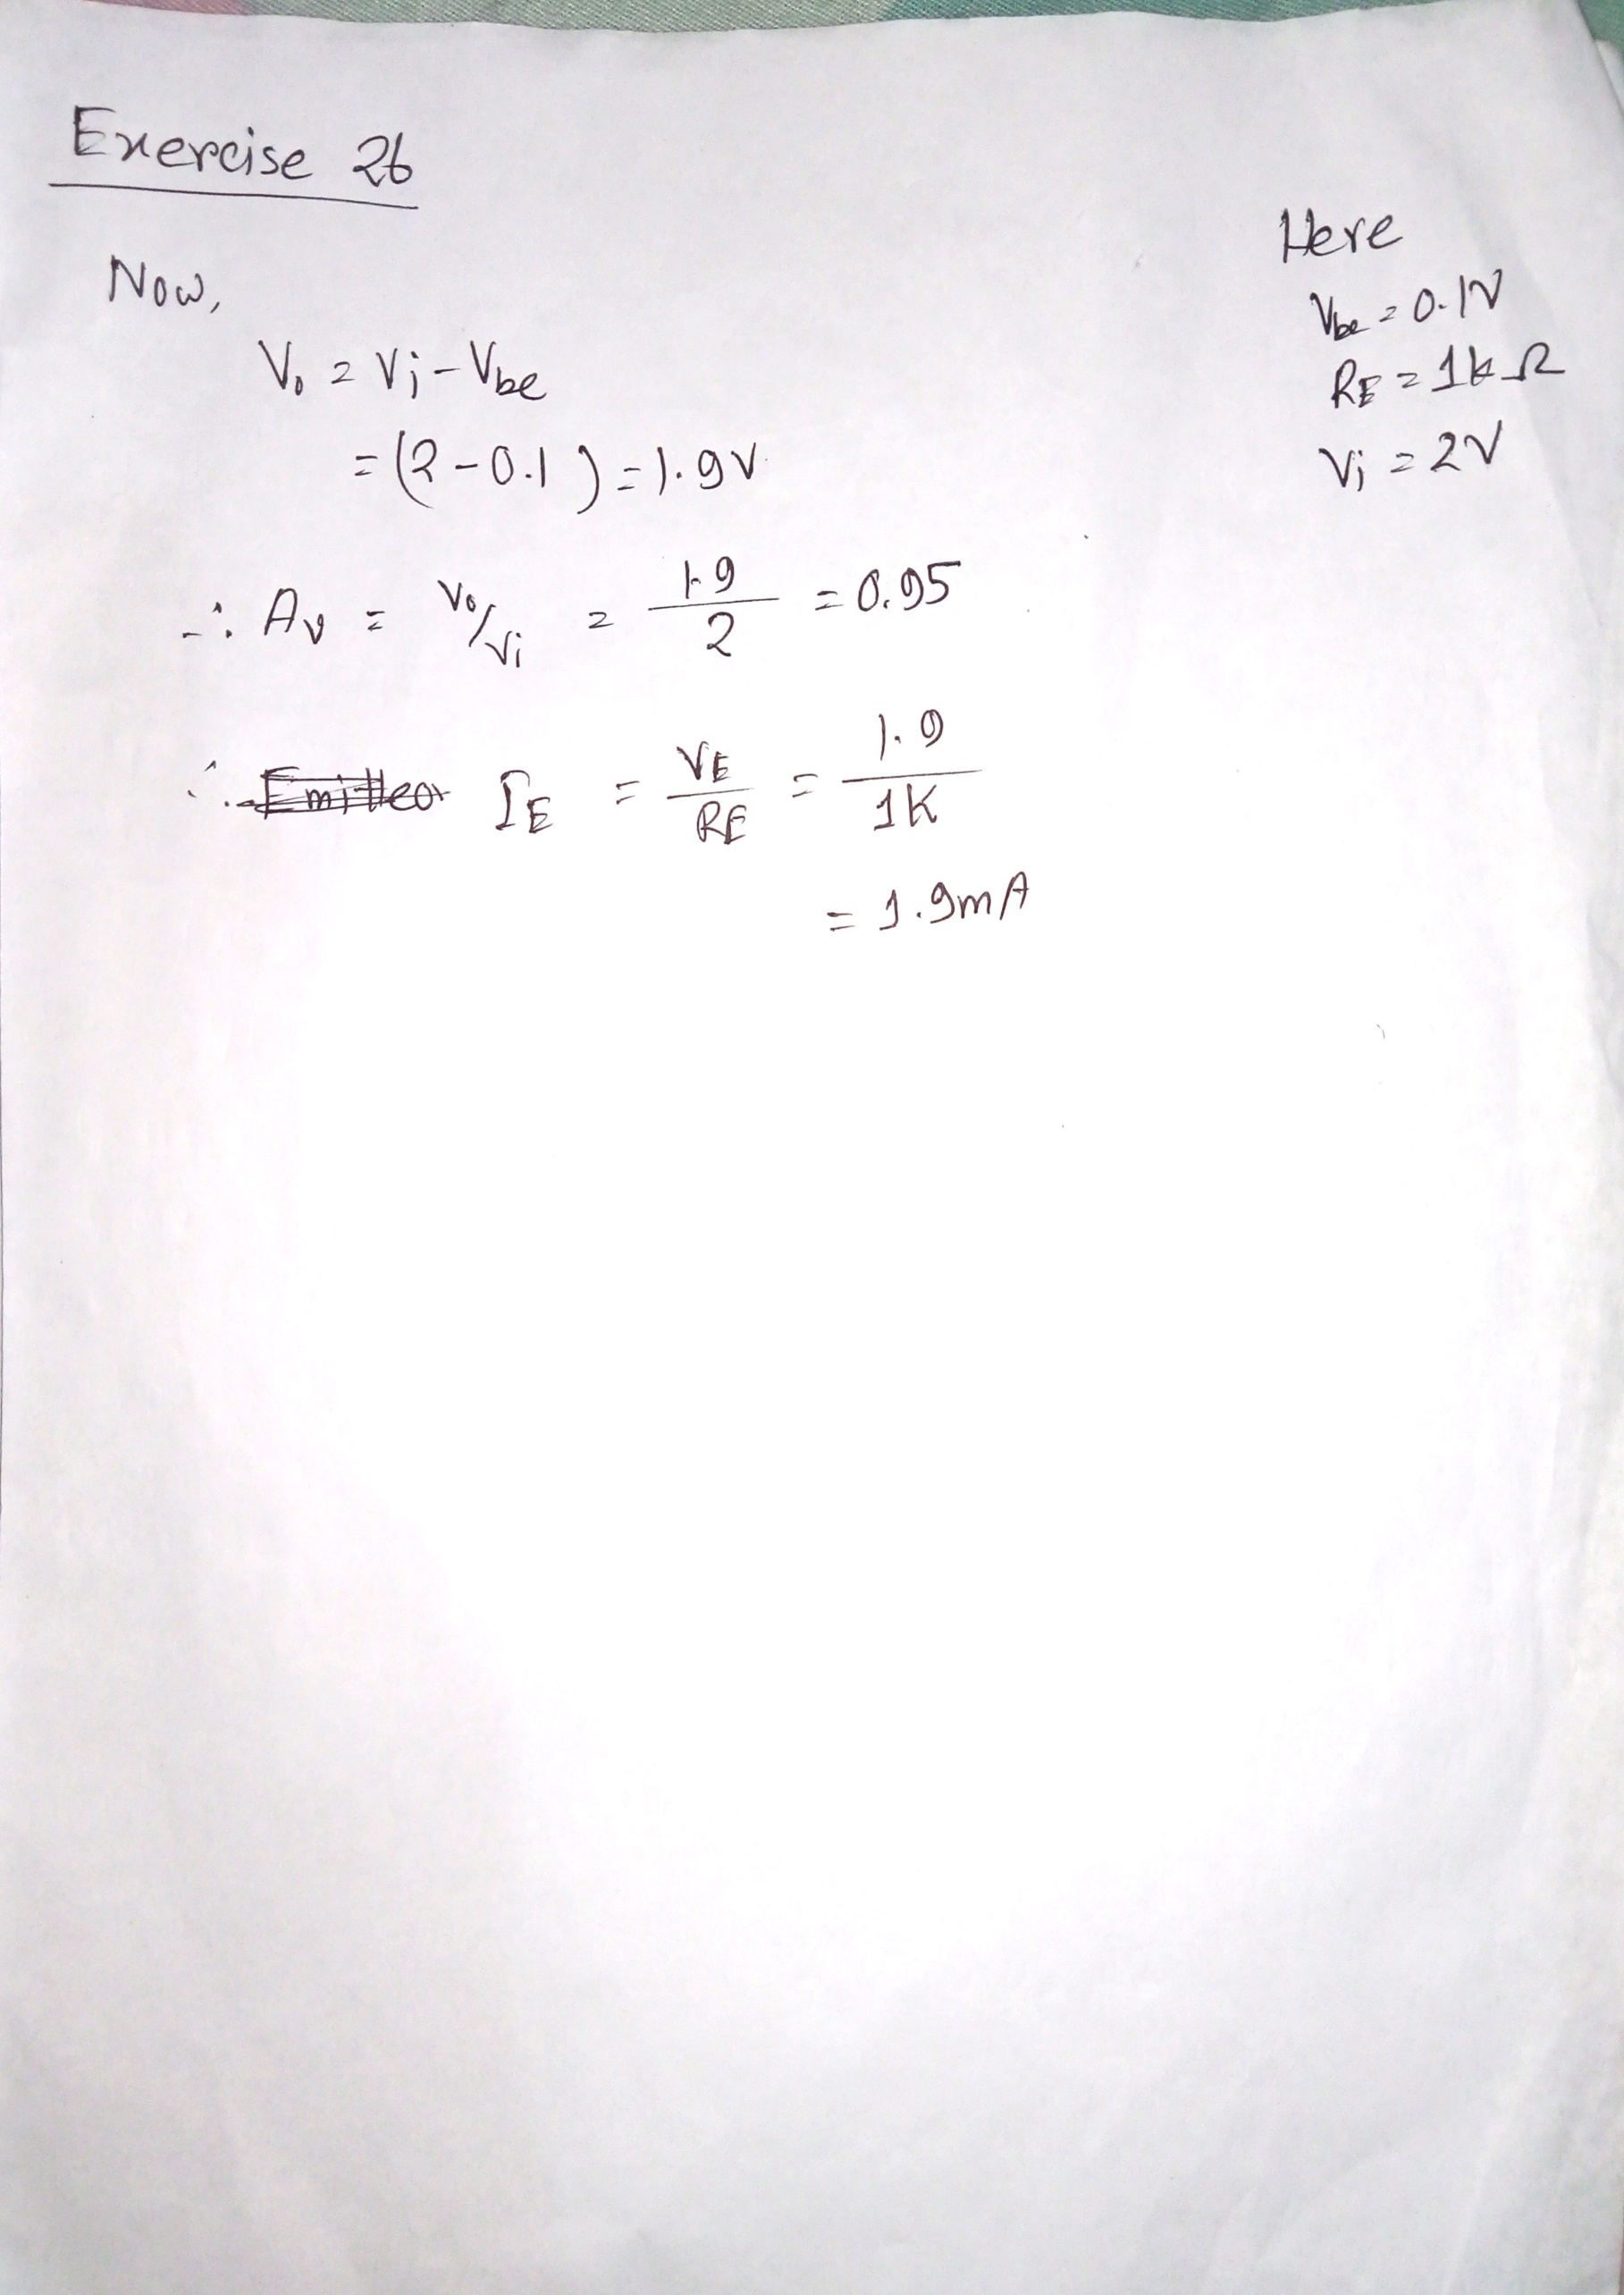 Exercise 26
Now,
V₀ = Vi - Vbe
= (2 - 0.1) = 1.9V
∴ Av = V₀/Vi = 1.9/2 = 0.95
∴ IE = VE/RE = 1.9/1K
= 1.9mA
Here
Vbe = 0.1V
RE = 1kΩ
Vi = 2V